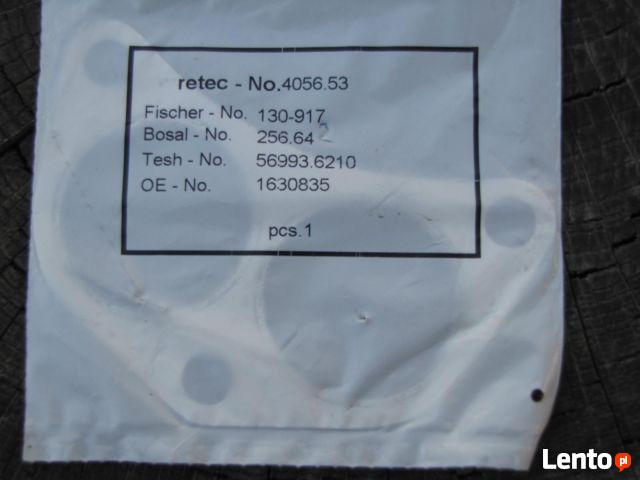 retec - No.4056.53
Fischer - No. 130-917
Bosal - No. 256.64
Tesh - No. 56993.6210
OE - No. 1630835
pcs.1
Lento.pl